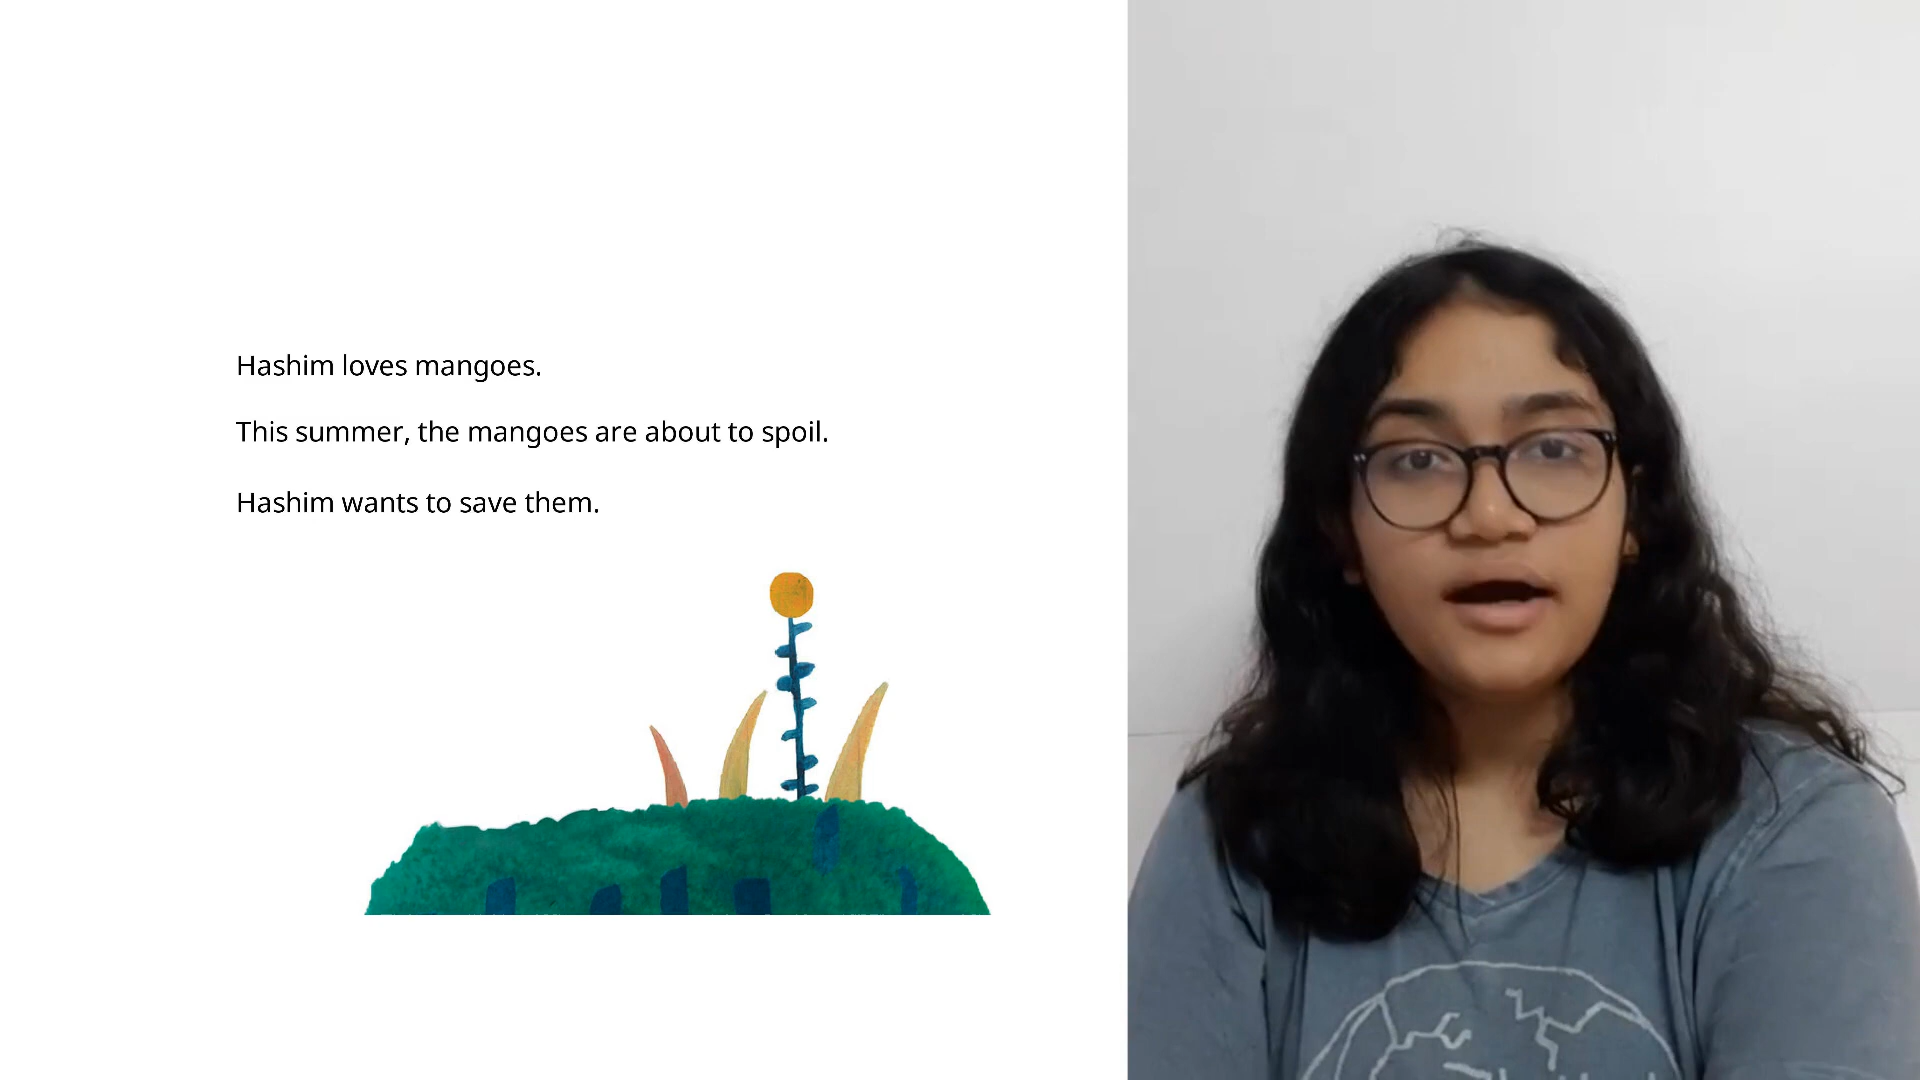 Hashim loves mangoes.
This summer, the mangoes are about to spoil.
Hashim wants to save them.